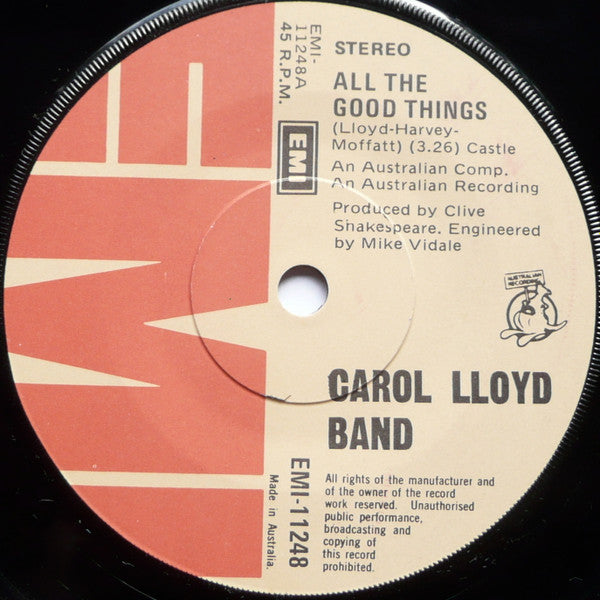 STEREO
ALL THE
GOOD THINGS
(Lloyd-Harvey-
Moffatt) (3.26) Castle
An Australian Comp.
An Australian Recording
Produced by Clive
Shakespeare. Engineered
by Mike Vidale
EMI-
11248A
45 R.P.M.
EMI
EMI
AUSTRALIAN
RECORDING
CAROL LLOYD
BAND
EMI-11248
Made in Australia.
All rights of the manufacturer and
of the owner of the record
work reserved. Unauthorised
public performance,
broadcasting and
copying of
this record
prohibited.